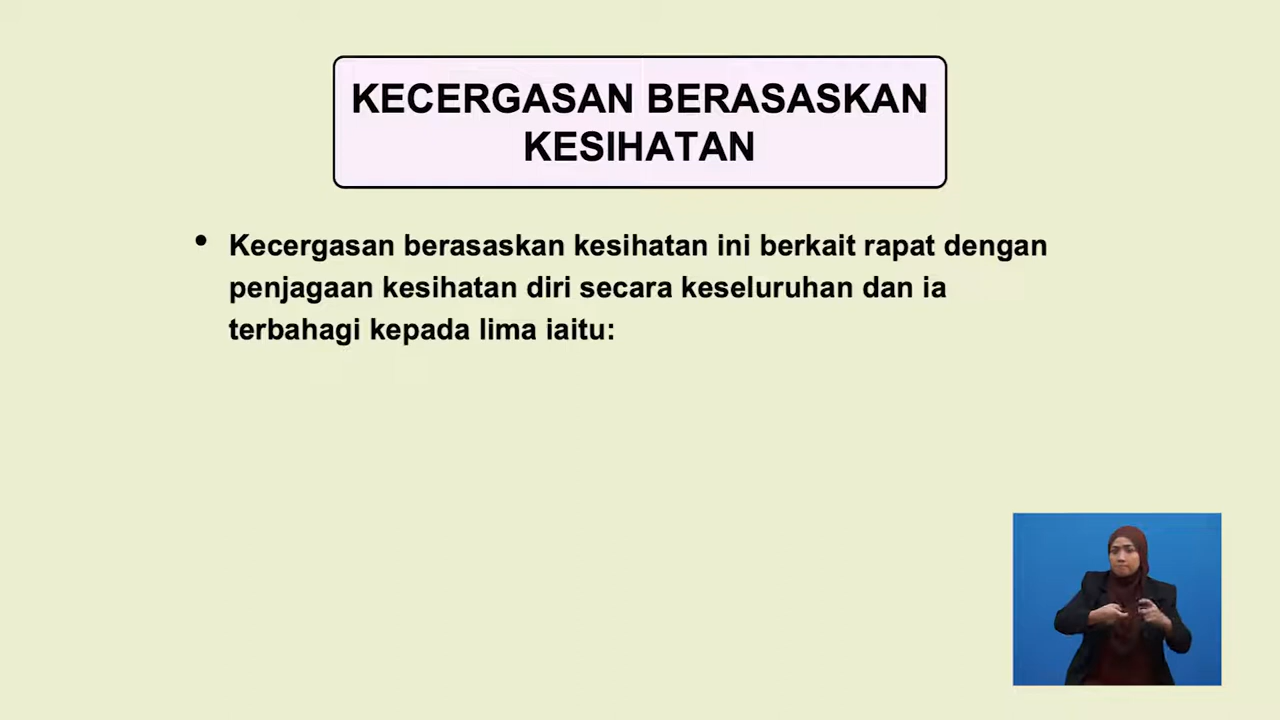 KECERGASAN BERASASKAN
KESIHATAN
• Kecergasan berasaskan kesihatan ini berkait rapat dengan
penjagaan kesihatan diri secara keseluruhan dan ia
terbahagi kepada lima iaitu: